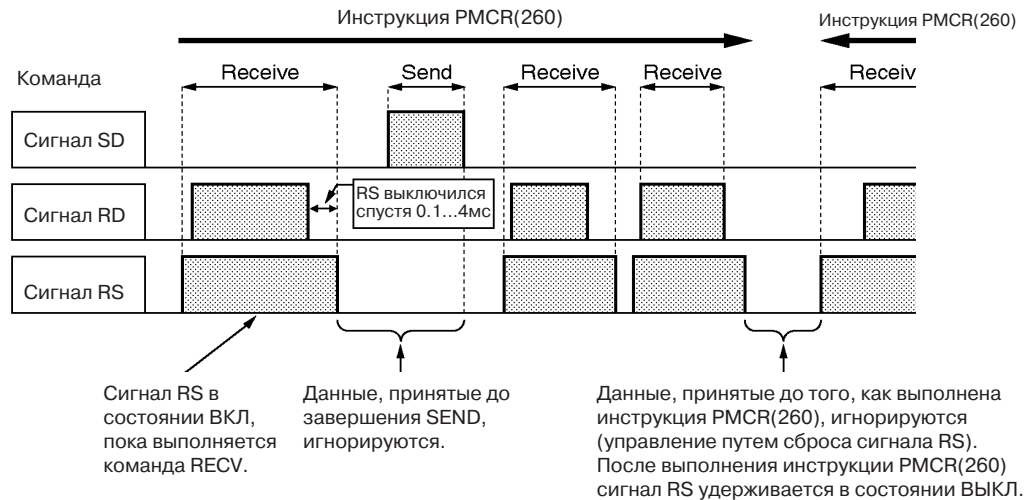 Инструкция PMCR(260)
Инструкция PMCR(260)
Команда
Receive
Send
Receive
Receive
Receiv
Сигнал SD
Сигнал RD
RS выключился
спустя 0.1...4мс
Сигнал RS
Сигнал RS в
состоянии ВКЛ,
пока выполняется
команда RECV.
Данные, принятые до
завершения SEND,
игнорируются.
Данные, принятые до того, как выполнена
инструкция PMCR(260), игнорируются
(управление путем сброса сигнала RS).
После выполнения инструкции PMCR(260)
сигнал RS удерживается в состоянии ВЫКЛ.